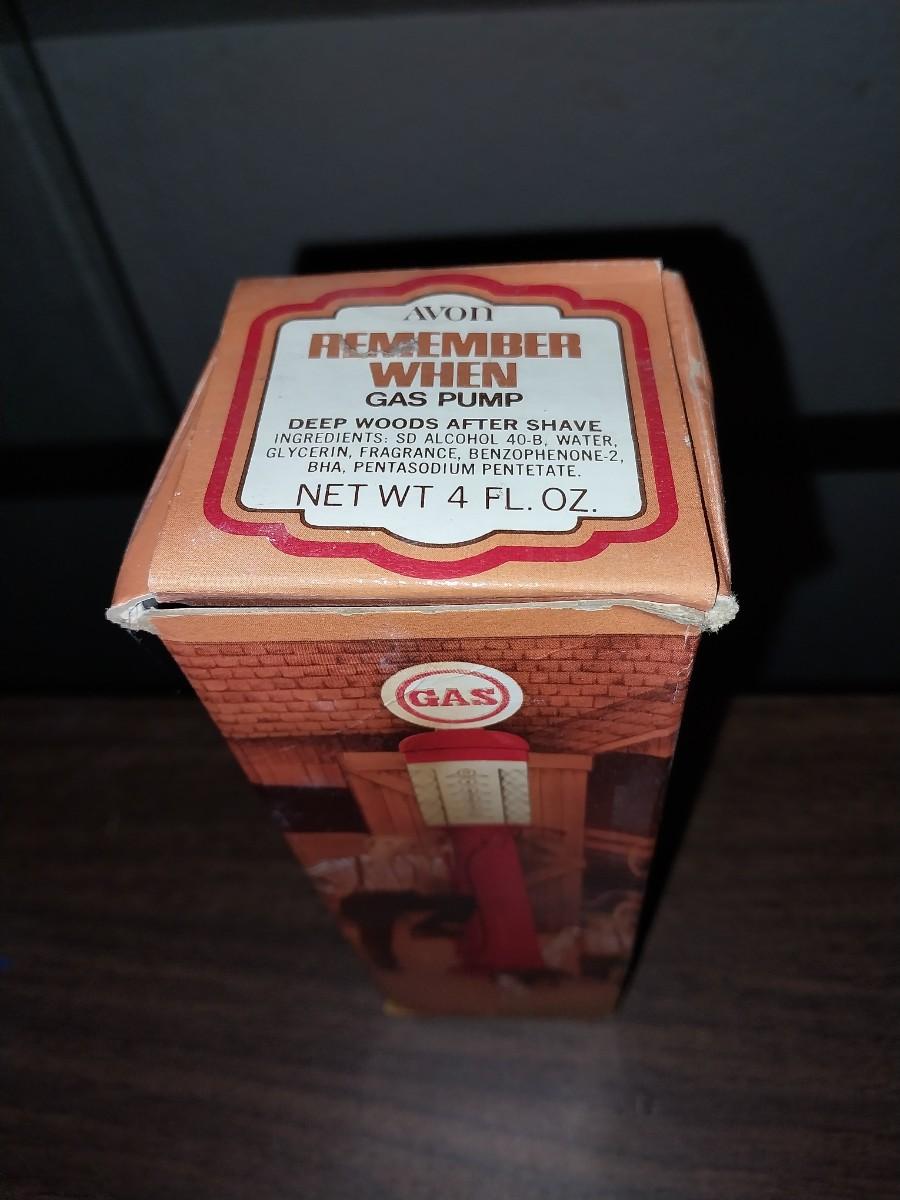 AVON
REMEMBER
WHEN
GAS PUMP
DEEP WOODS AFTER SHAVE
INGREDIENTS: SD ALCOHOL 40-B, WATER,
GLYCERIN, FRAGRANCE, BENZOPHENONE-2,
BHA, PENTASODIUM PENTETATE.
NET WT 4 FL. OZ.
GAS